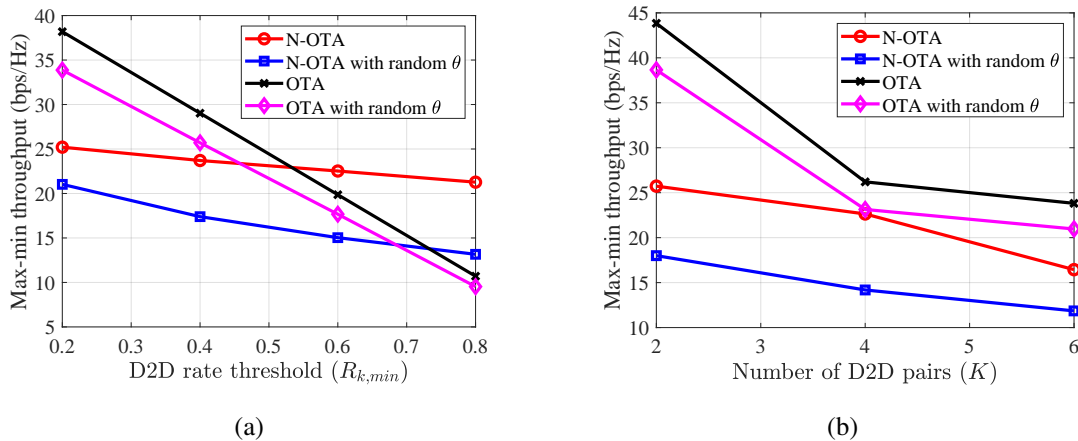 Max-min throughput (bps/Hz)
40
35
30
25
20
15
10
5
N-OTA
N-OTA with random θ
OTA
OTA with random θ
0.2 0.3 0.4 0.5 0.6 0.7 0.8
D2D rate threshold (R_{k,min})
(a)
Max-min throughput (bps/Hz)
45
40
35
30
25
20
15
10
N-OTA
N-OTA with random θ
OTA
OTA with random θ
2 3 4 5 6
Number of D2D pairs (K)
(b)